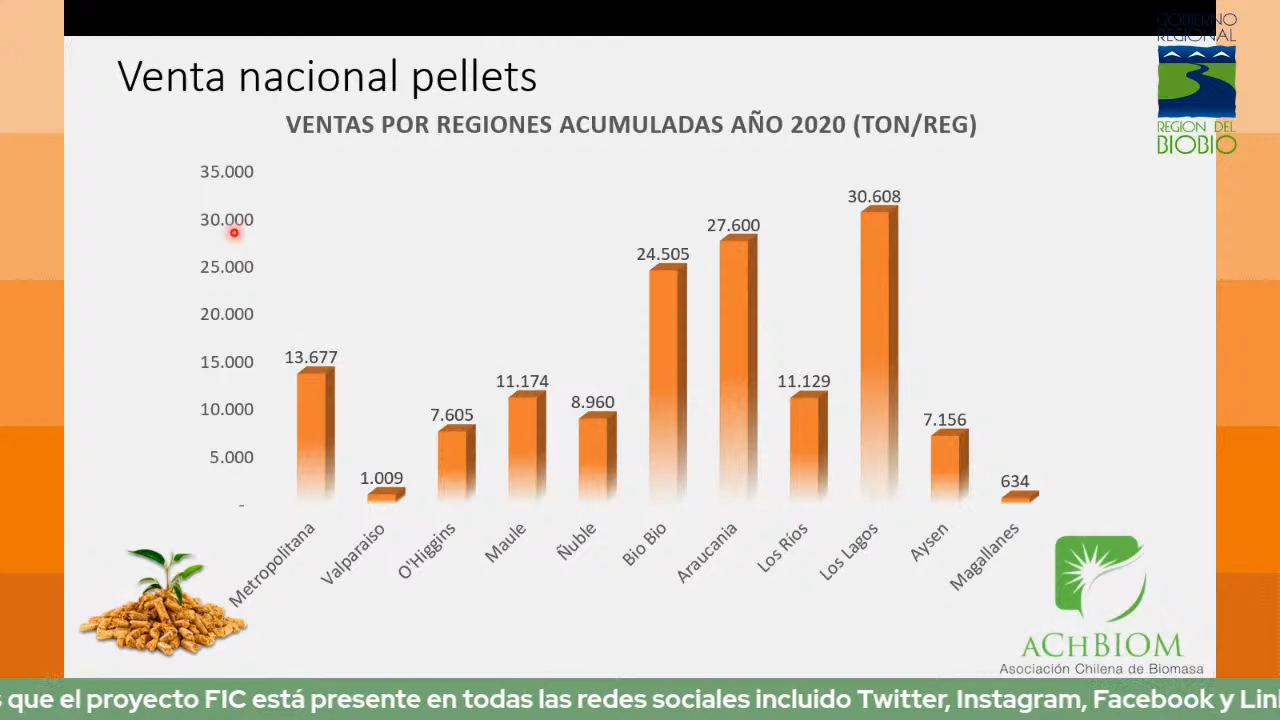 GOBIERNO
REGIONAL
REGION DEL
BIOBIO
Venta nacional pellets
VENTAS POR REGIONES ACUMULADAS AÑO 2020 (TON/REG)
35.000
30.000
25.000
20.000
15.000
10.000
5.000
-
13.677
1.009
7.605
11.174
8.960
24.505
27.600
11.129
30.608
7.156
634
Metropolitana
Valparaiso
O'Higgins
Maule
Ñuble
Bio Bio
Araucania
Los Ríos
Los Lagos
Aysen
Magallanes
ACHBIOM
Asociación Chilena de Biomasa
s que el proyecto FIC está presente en todas las redes sociales incluido Twitter, Instagram, Facebook y Lin